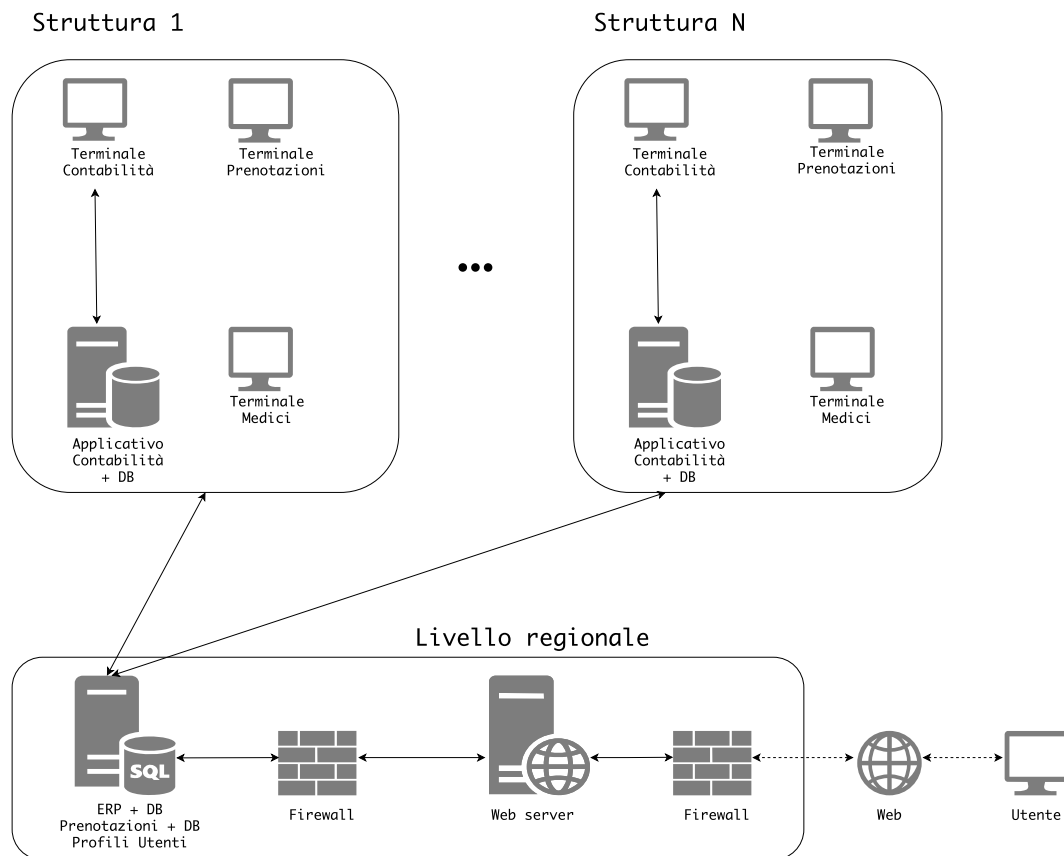 Struttura 1
Struttura N
Terminale
Contabilità
Terminale
Prenotazioni
Terminale
Contabilità
Terminale
Prenotazioni
Applicativo
Contabilità
+ DB
Terminale
Medici
Applicativo
Contabilità
+ DB
Terminale
Medici
Livello regionale
SQL
ERP + DB
Prenotazioni + DB
Profili Utenti
Firewall
Web server
Firewall
Web
Utente